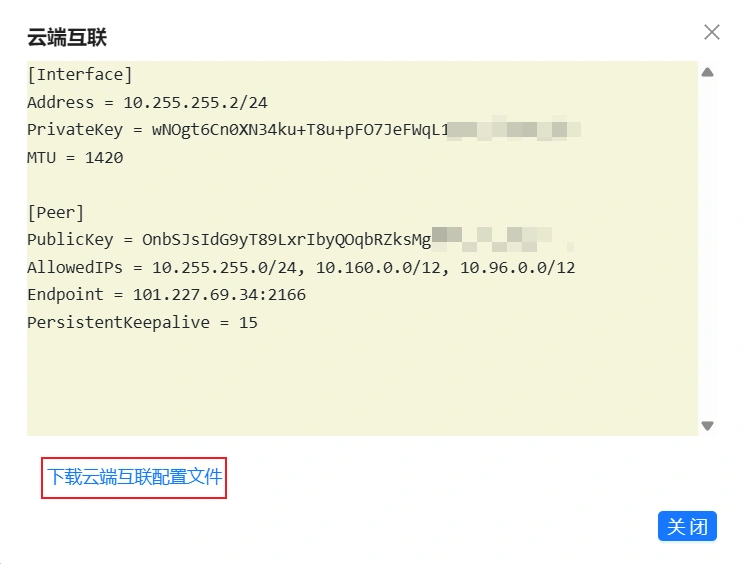 云端互联
[Interface]
Address = 10.255.255.2/24
PrivateKey = wNOgt6Cn0XN34ku+T8u+pFO7JeFWqL1
MTU = 1420
[Peer]
PublicKey = OnbSJsIdG9yT89LxrIbyQOqbRZksMg
AllowedIPs = 10.255.255.0/24, 10.160.0.0/12, 10.96.0.0/12
Endpoint = 101.227.69.34:2166
PersistentKeepalive = 15
下载云端互联配置文件
关闭